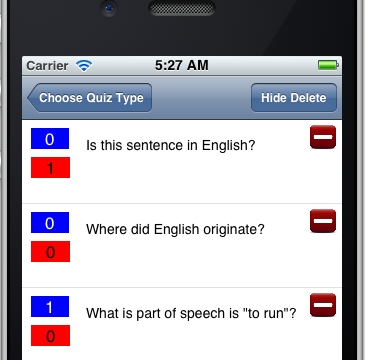 Carrier 5:27 AM
Choose Quiz Type Hide Delete
0
Is this sentence in English?
1
0
Where did English originate?
0
1
What is part of speech is "to run"?
0